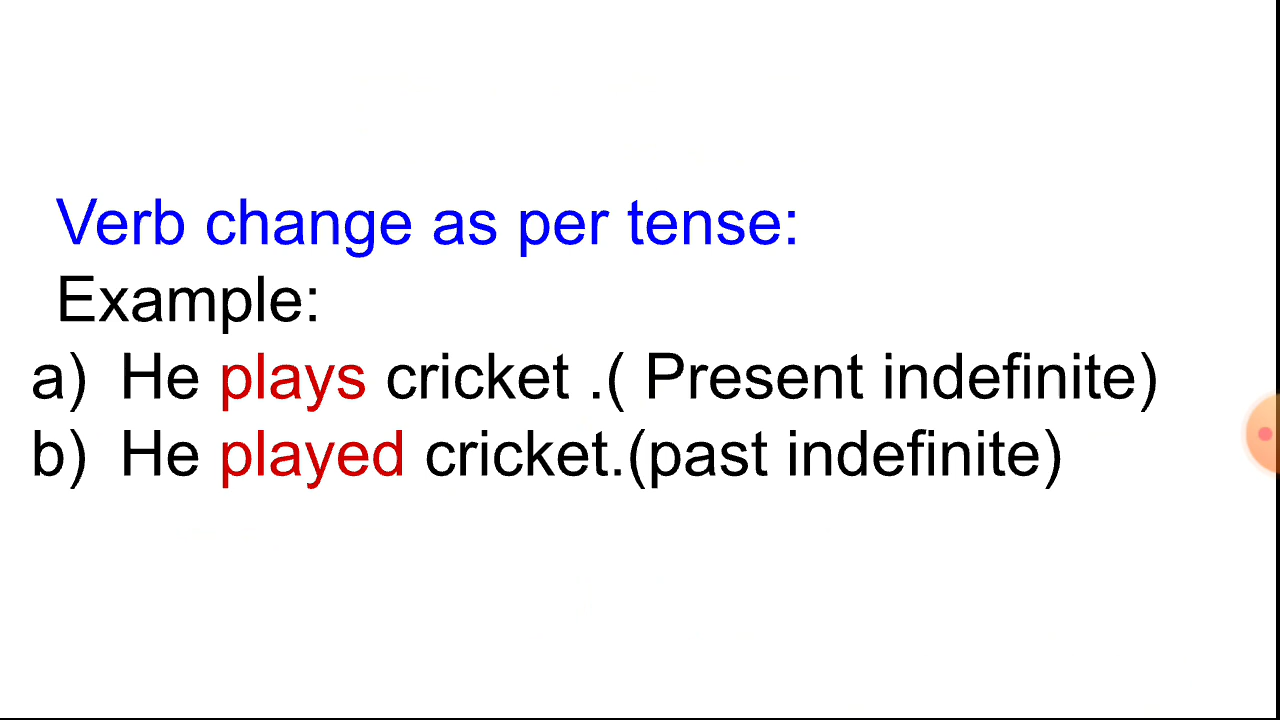 Verb change as per tense:
Example:
a) He plays cricket .( Present indefinite)
b) He played cricket.(past indefinite)